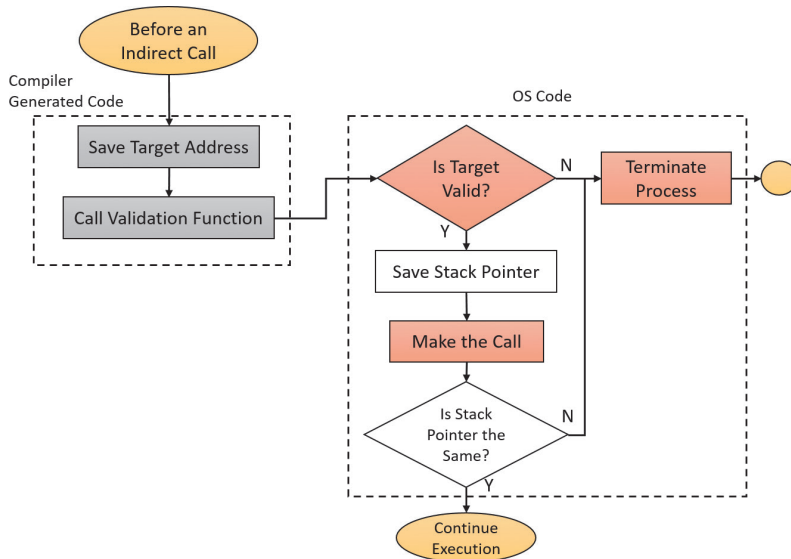 Before an
Indirect Call
Compiler
Generated Code
Save Target Address
Call Validation Function
OS Code
Is Target
Valid?
N
Terminate
Process
Y
Save Stack Pointer
Make the Call
Is Stack
Pointer the
Same?
N
Y
Continue
Execution